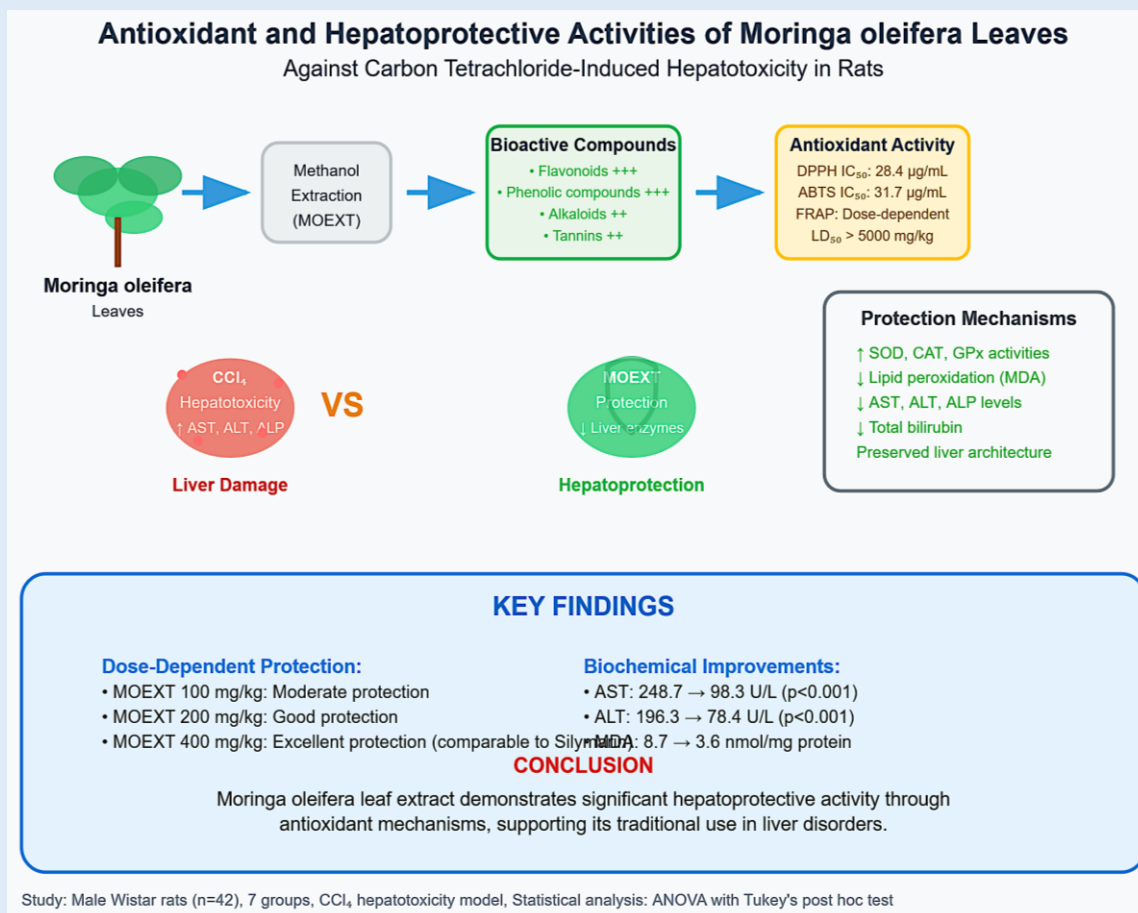 Antioxidant and Hepatoprotective Activities of Moringa oleifera Leaves
Against Carbon Tetrachloride-Induced Hepatotoxicity in Rats
Moringa oleifera
Leaves
Methanol
Extraction
(MOEXT)
Bioactive Compounds
• Flavonoids +++
• Phenolic compounds +++
• Alkaloids ++
• Tannins ++
Antioxidant Activity
DPPH IC₅₀: 28.4 µg/mL
ABTS IC₅₀: 31.7 µg/mL
FRAP: Dose-dependent
LD₅₀ > 5000 mg/kg
CCl₄
Hepatotoxicity
↑ AST, ALT, ALP
Liver Damage
VS
MOEXT
Protection
↓ Liver enzymes
Hepatoprotection
Protection Mechanisms
↑ SOD, CAT, GPx activities
↓ Lipid peroxidation (MDA)
↓ AST, ALT, ALP levels
↓ Total bilirubin
Preserved liver architecture
KEY FINDINGS
Dose-Dependent Protection:
• MOEXT 100 mg/kg: Moderate protection
• MOEXT 200 mg/kg: Good protection
• MOEXT 400 mg/kg: Excellent protection (comparable to Silymarin)
Biochemical Improvements:
• AST: 248.7 → 98.3 U/L (p<0.001)
• ALT: 196.3 → 78.4 U/L (p<0.001)
• MDA: 8.7 → 3.6 nmol/mg protein
CONCLUSION
Moringa oleifera leaf extract demonstrates significant hepatoprotective activity through
antioxidant mechanisms, supporting its traditional use in liver disorders.
Study: Male Wistar rats (n=42), 7 groups, CCl₄ hepatotoxicity model, Statistical analysis: ANOVA with Tukey's post hoc test